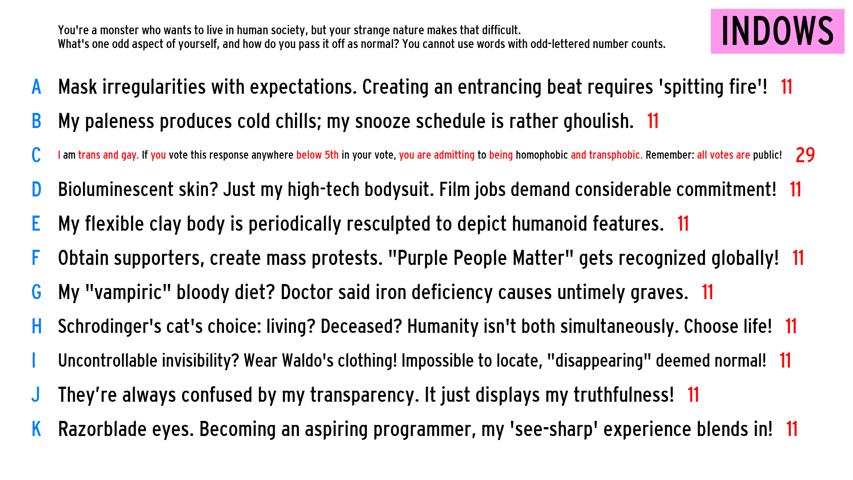 You're a monster who wants to live in human society, but your strange nature makes that difficult.
What's one odd aspect of yourself, and how do you pass it off as normal? You cannot use words with odd-lettered number counts.
INDOWS
A Mask irregularities with expectations. Creating an entrancing beat requires 'spitting fire'! 11
B My paleness produces cold chills; my snooze schedule is rather ghoulish. 11
C I am trans and gay. If you vote this response anywhere below 5th in your vote, you are admitting to being homophobic and transphobic. Remember: all votes are public! 29
D Bioluminescent skin? Just my high-tech bodysuit. Film jobs demand considerable commitment! 11
E My flexible clay body is periodically resculpted to depict humanoid features. 11
F Obtain supporters, create mass protests. "Purple People Matter" gets recognized globally! 11
G My "vampiric" bloody diet? Doctor said iron deficiency causes untimely graves. 11
H Schrodinger's cat's choice: living? Deceased? Humanity isn't both simultaneously. Choose life! 11
I Uncontrollable invisibility? Wear Waldo's clothing! Impossible to locate, "disappearing" deemed normal! 11
J They’re always confused by my transparency. It just displays my truthfulness! 11
K Razorblade eyes. Becoming an aspiring programmer, my 'see-sharp' experience blends in! 11